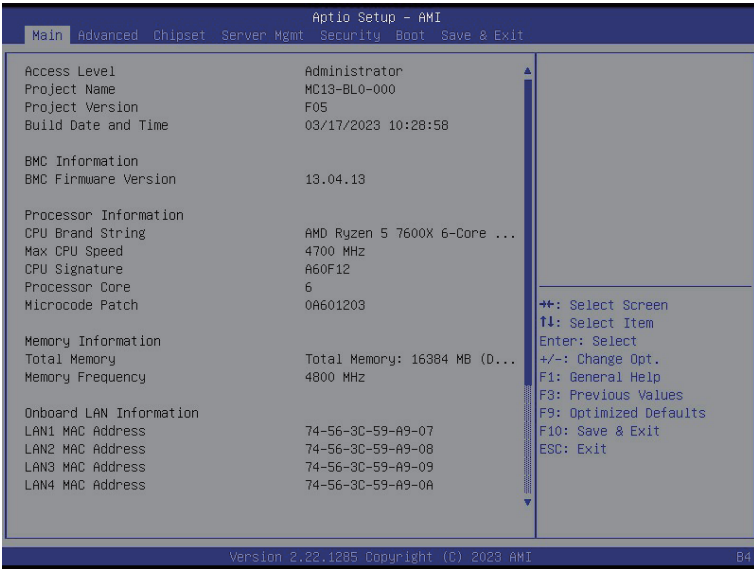 Aptio Setup – AMI
Main Advanced Chipset Server Mgmt Security Boot Save & Exit
Access Level Administrator
Project Name MC13-BL0-000
Project Version F05
Build Date and Time 03/17/2023 10:28:58
BMC Information
BMC Firmware Version 13.04.13
Processor Information
CPU Brand String AMD Ryzen 5 7600X 6-Core ...
Max CPU Speed 4700 MHz
CPU Signature A60F12
Processor Core 6
Microcode Patch 0A601203
Memory Information
Total Memory Total Memory: 16384 MB (D...
Memory Frequency 4800 MHz
Onboard LAN Information
LAN1 MAC Address 74-56-3C-59-A9-07
LAN2 MAC Address 74-56-3C-59-A9-08
LAN3 MAC Address 74-56-3C-59-A9-09
LAN4 MAC Address 74-56-3C-59-A9-0A
→←: Select Screen
↑↓: Select Item
Enter: Select
+/-: Change Opt.
F1: General Help
F3: Previous Values
F9: Optimized Defaults
F10: Save & Exit
ESC: Exit
Version 2.22.1285 Copyright (C) 2023 AMI
B4